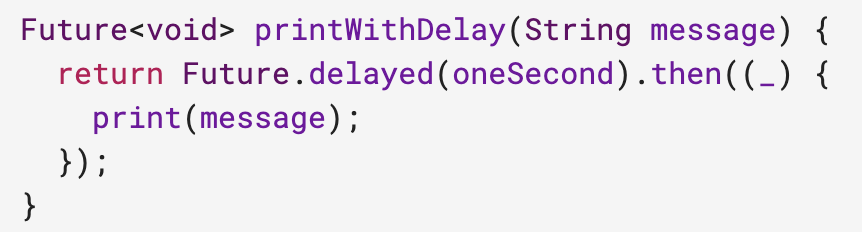 Future<void> printWithDelay(String message) {
  return Future.delayed(oneSecond).then((_) {
    print(message);
  });
}